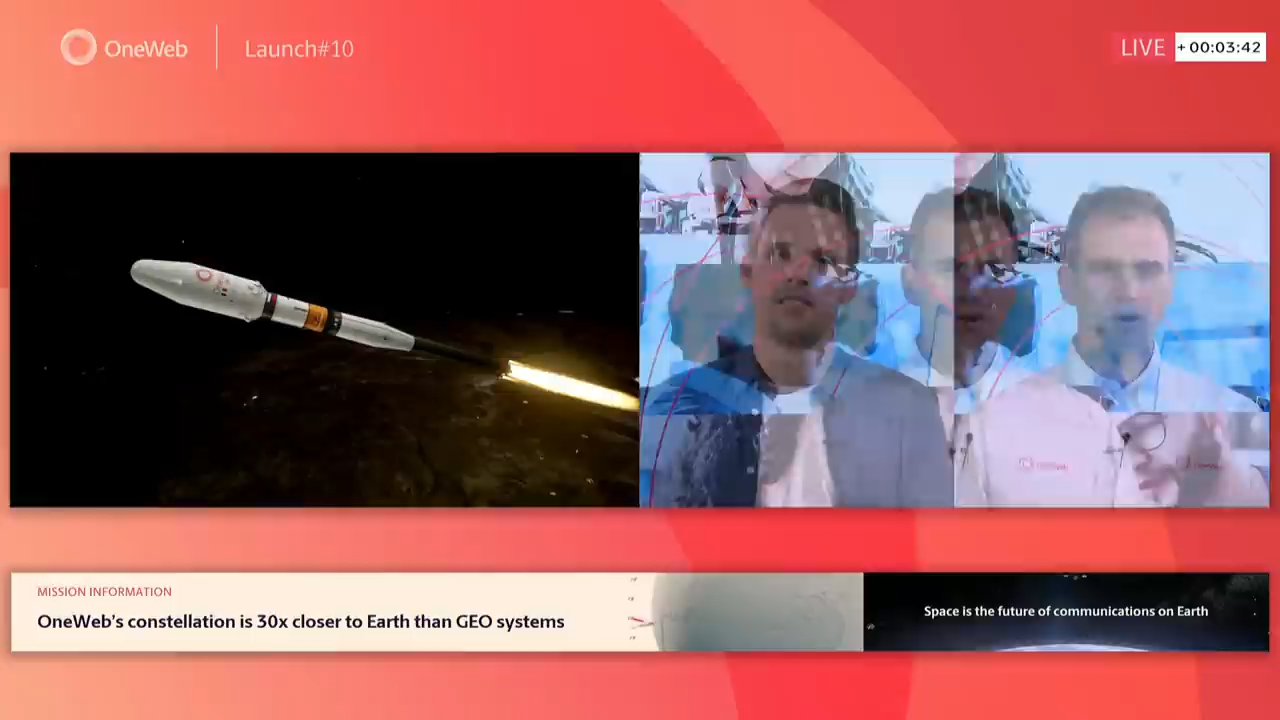 OneWeb
Launch#10
LIVE
+ 00:03:42
MISSION INFORMATION
OneWeb's constellation is 30x closer to Earth than GEO systems
Space is the future of communications on Earth